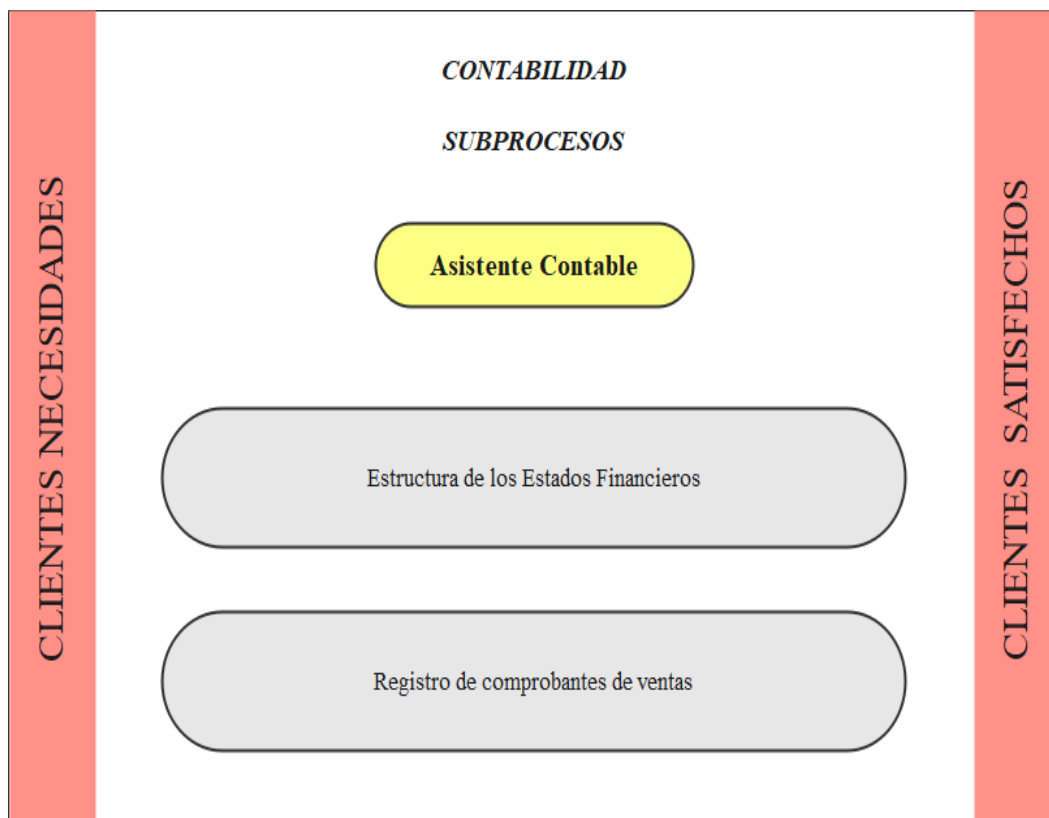 CLIENTES NECESIDADES
CONTABILIDAD
SUBPROCESOS
Asistente Contable
Estructura de los Estados Financieros
Registro de comprobantes de ventas
CLIENTES SATISFECHOS